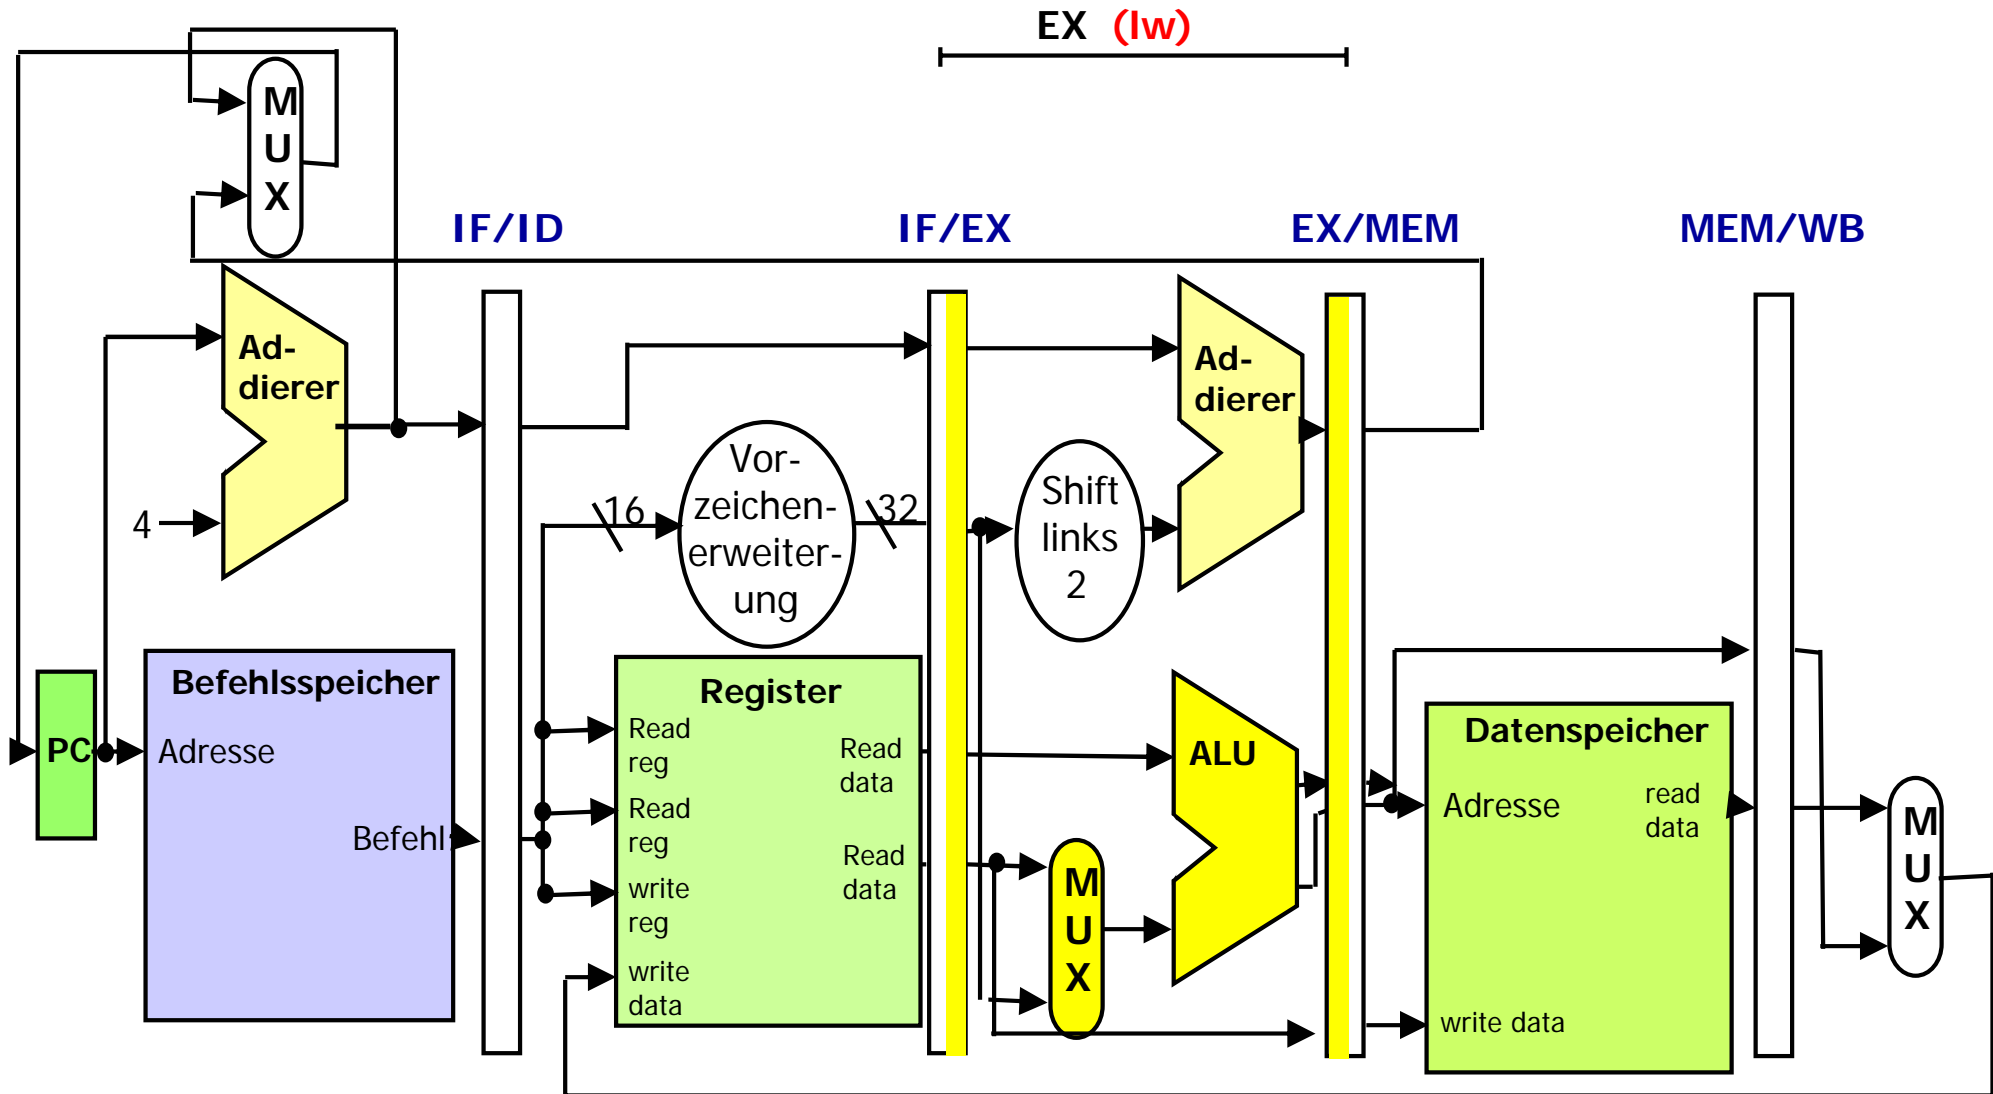 EX (lw)
M
U
X
IF/ID
IF/EX
EX/MEM
MEM/WB
Ad-
dierer
4
Vor-
zeichen-
erweiter-
ung
16
32
Shift
links
2
Ad-
dierer
PC
Befehlsspeicher
Adresse
Befehl
Register
Read
reg
Read
reg
write
reg
write
data
Read
data
Read
data
M
U
X
ALU
Datenspeicher
Adresse
read
data
write data
M
U
X